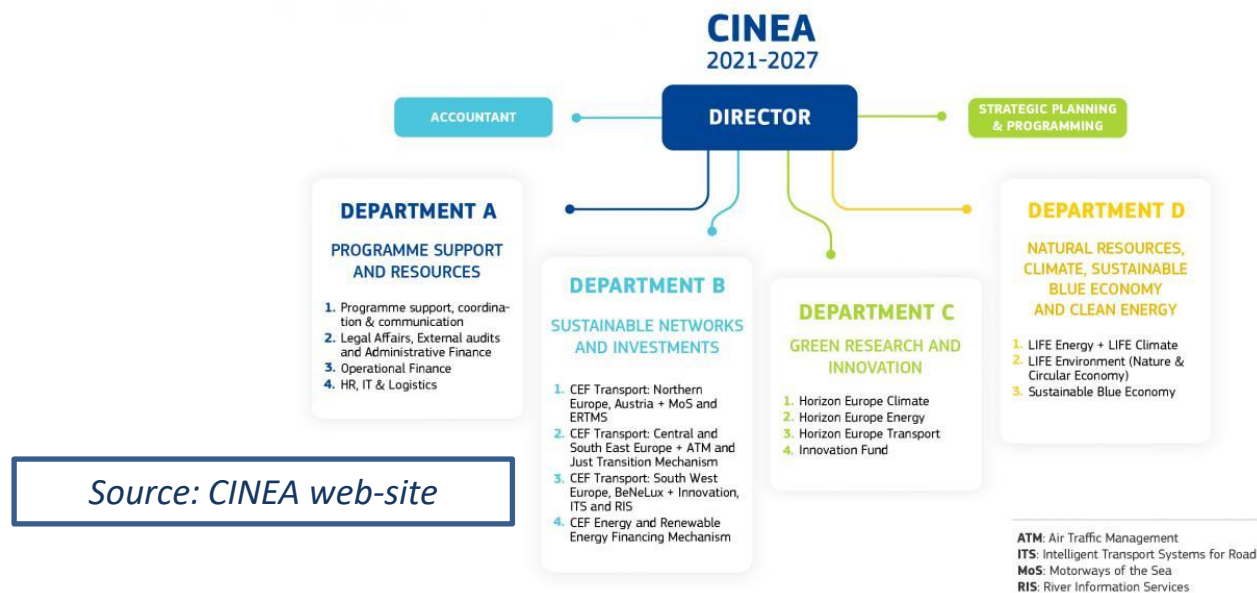 CINEA
2021-2027
ACCOUNTANT
DIRECTOR
STRATEGIC PLANNING
& PROGRAMMING
DEPARTMENT A
PROGRAMME SUPPORT
AND RESOURCES
1. Programme support, coordina-
tion & communication
2. Legal Affairs, External audits
and Administrative Finance
3. Operational Finance
4. HR, IT & Logistics
DEPARTMENT B
SUSTAINABLE NETWORKS
AND INVESTMENTS
1. CEF Transport: Northern
Europe, Austria + MoS and
ERTMS
2. CEF Transport: Central and
South East Europe + ATM and
Just Transition Mechanism
3. CEF Transport: South West
Europe, BeNeLux + Innovation,
ITS and RIS
4. CEF Energy and Renewable
Energy Financing Mechanism
DEPARTMENT C
GREEN RESEARCH AND
INNOVATION
1. Horizon Europe Climate
2. Horizon Europe Energy
3. Horizon Europe Transport
4. Innovation Fund
DEPARTMENT D
NATURAL RESOURCES,
CLIMATE, SUSTAINABLE
BLUE ECONOMY
AND CLEAN ENERGY
1. LIFE Energy + LIFE Climate
2. LIFE Environment (Nature &
Circular Economy)
3. Sustainable Blue Economy
Source: CINEA web-site
ATM: Air Traffic Management
ITS: Intelligent Transport Systems for Road
MoS: Motorways of the Sea
RIS: River Information Services